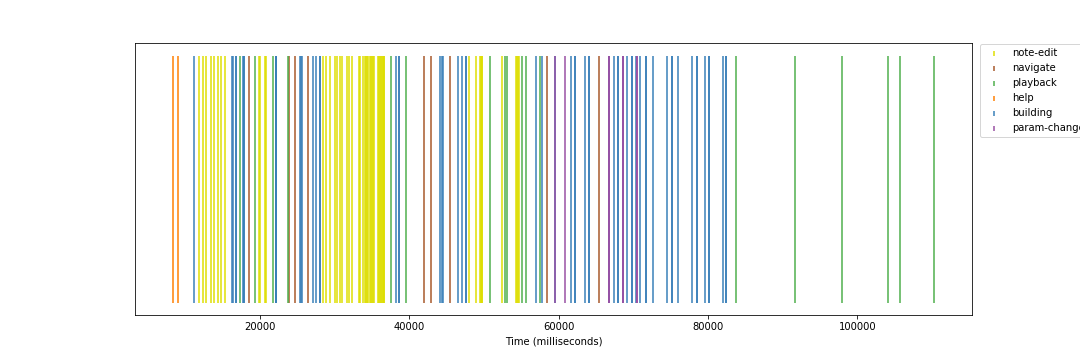 note-edit
navigate
playback
help
building
param-change
20000 40000 60000 80000 100000
Time (milliseconds)